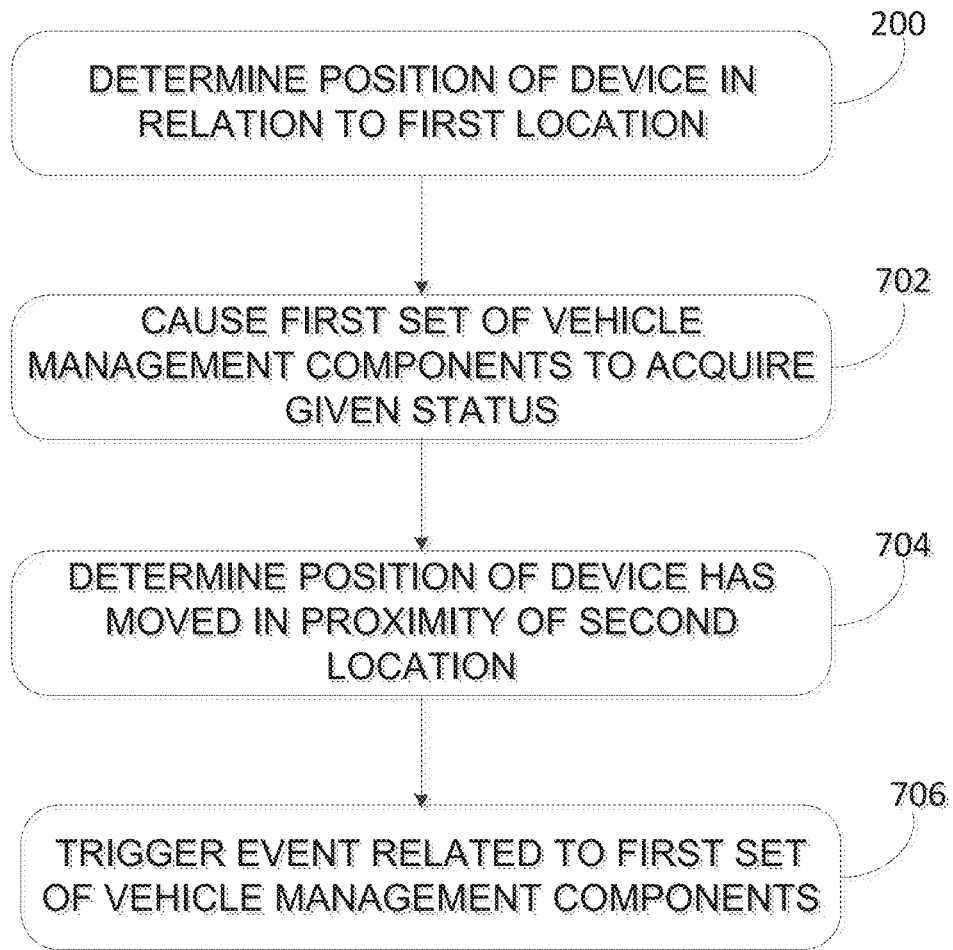 200
DETERMINE POSITION OF DEVICE IN
RELATION TO FIRST LOCATION
702
CAUSE FIRST SET OF VEHICLE
MANAGEMENT COMPONENTS TO ACQUIRE
GIVEN STATUS
704
DETERMINE POSITION OF DEVICE HAS
MOVED IN PROXIMITY OF SECOND
LOCATION
706
TRIGGER EVENT RELATED TO FIRST SET
OF VEHICLE MANAGEMENT COMPONENTS